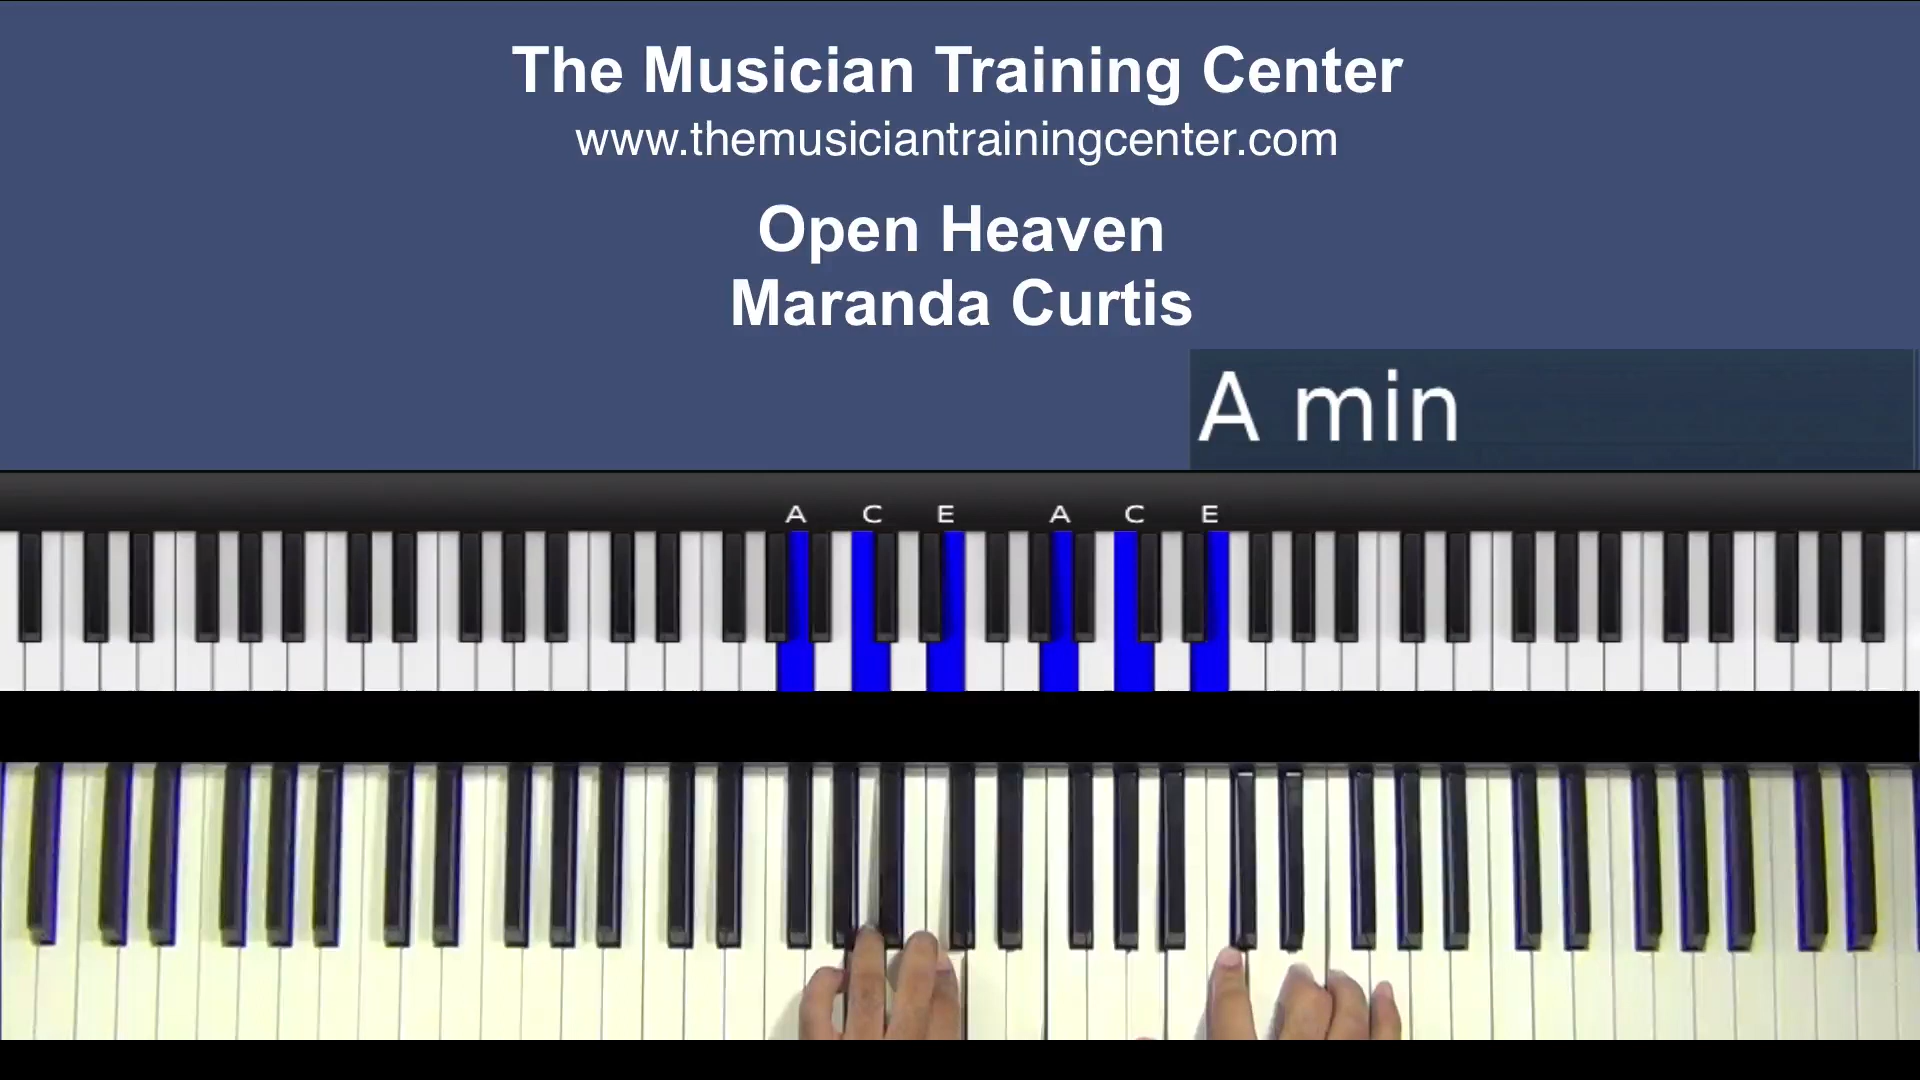 The Musician Training Center
www.themusiciantrainingcenter.com
Open Heaven
Maranda Curtis
A min
A C E A C E